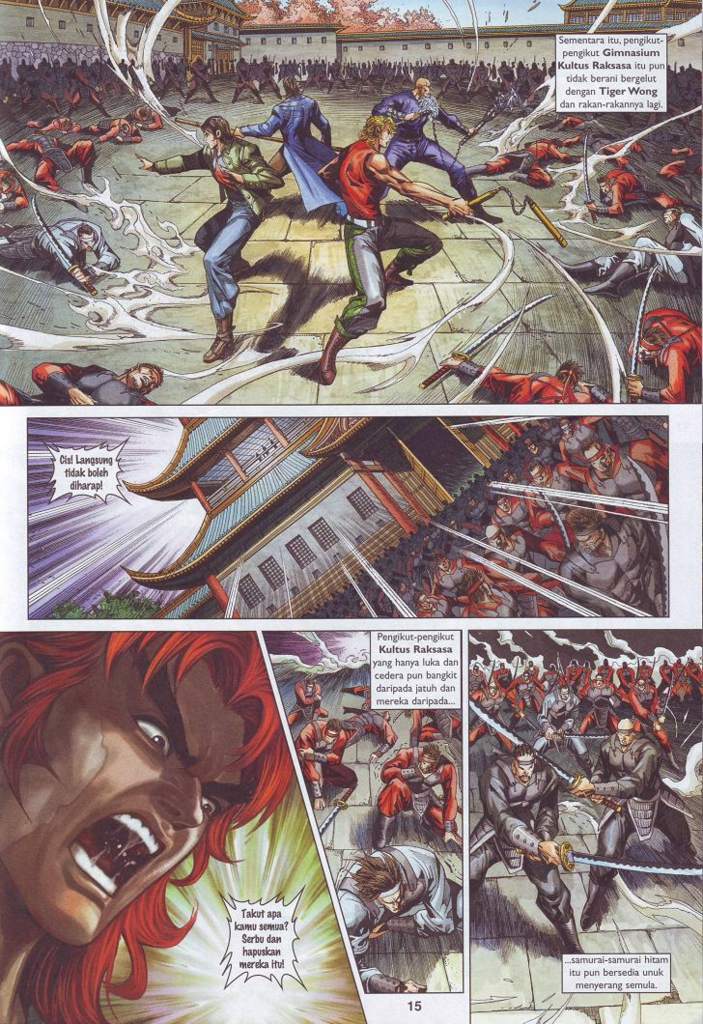 Sementara itu, pengikut-
pengikut Gimnasium
Kultus Raksasa itu pun
tidak berani bergelut
dengan Tiger Wong
dan rakan-rakannya lagi.
Cis! Langsung
tidak boleh
diharap!
Takut apa
kamu semua?
Serbu dan
hapuskan
mereka itu!
Pengikut-pengikut
Kultus Raksasa
yang hanya luka dan
cedera pun bangkit
daripada jatuh dan
mereka daripada...
...samurai-samurai hitam
itu pun bersedia unuk
menyerang semula.
15